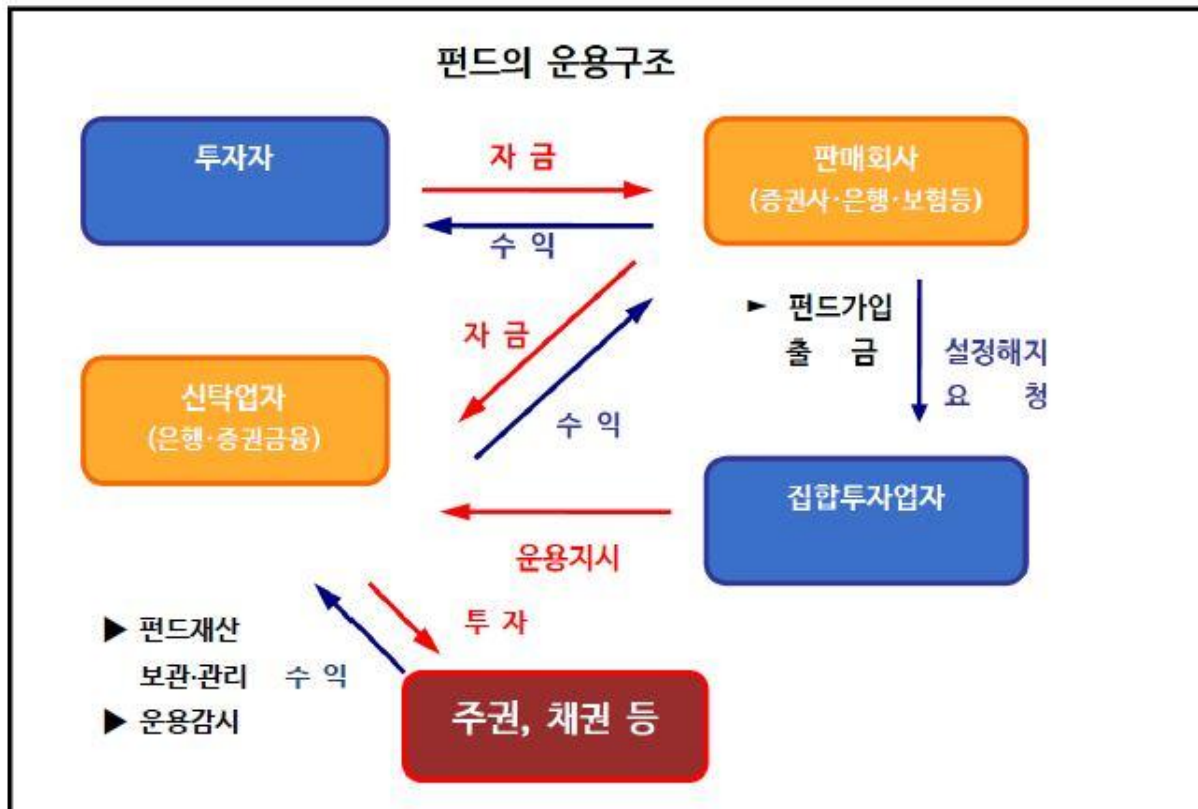 펀드의 운용구조
투자자
자 금
판매회사
(증권사·은행·보험등)
수 익
► 펀드가입
출 금
설정해지
요 청
자 금
수 익
신탁업자
(은행·증권금융)
집합투자업자
운용지시
투 자
▶ 펀드재산
보관·관리
수 익
▶ 운용감시
주권, 채권 등